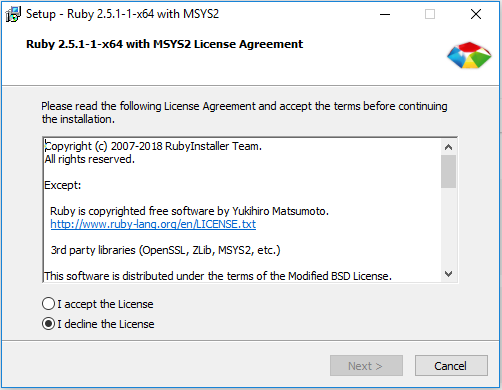 Setup - Ruby 2.5.1-1-x64 with MSYS2
Ruby 2.5.1-1-x64 with MSYS2 License Agreement
Please read the following License Agreement and accept the terms before continuing
the installation.
Copyright (c) 2007-2018 RubyInstaller Team.
All rights reserved.
Except:
Ruby is copyrighted free software by Yukihiro Matsumoto.
http://www.ruby-lang.org/en/LICENSE.txt
3rd party libraries (OpenSSL, ZLib, MSYS2, etc.)
This software is distributed under the terms of the Modified BSD License.
I accept the License
I decline the License
Next >
Cancel